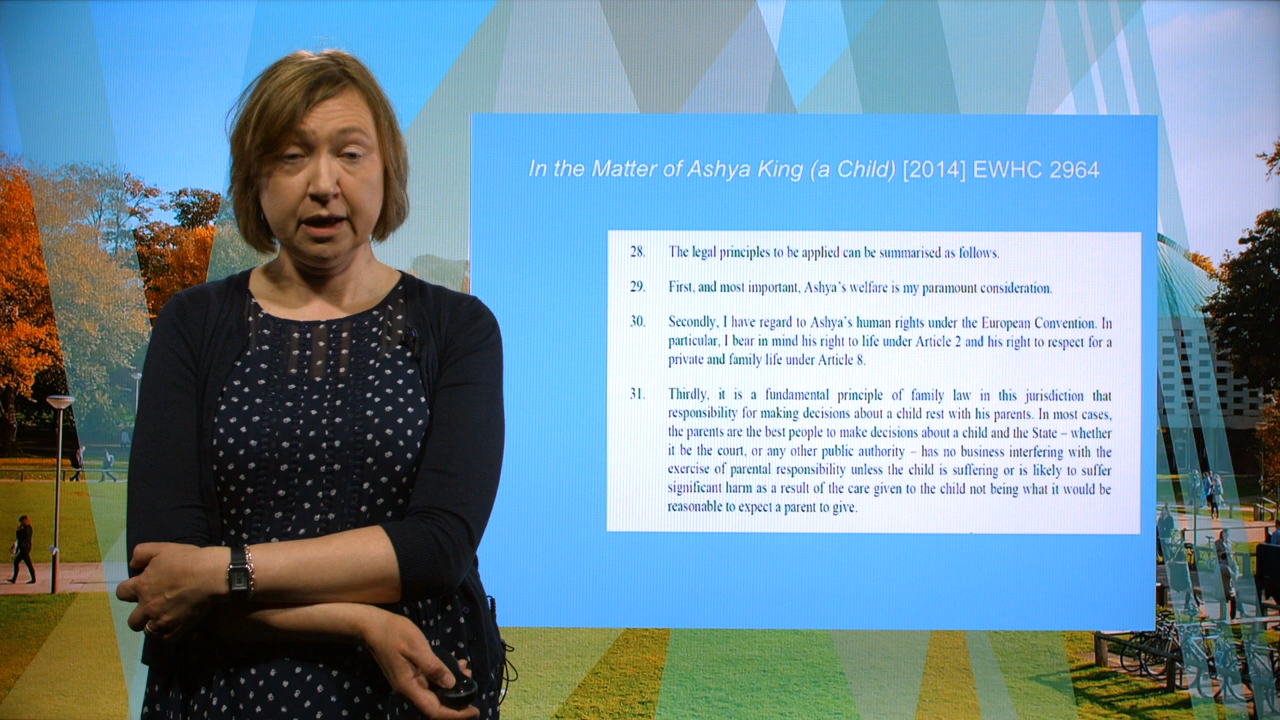 In the Matter of Ashya King (a Child) [2014] EWHC 2964
28. The legal principles to be applied can be summarised as follows.
29. First, and most important, Ashya's welfare is my paramount consideration.
30. Secondly, I have regard to Ashya's human rights under the European Convention. In
particular, I bear in mind his right to life under Article 2 and his right to respect for a
private and family life under Article 8.
31. Thirdly, it is a fundamental principle of family law in this jurisdiction that
responsibility for making decisions about a child rest with his parents. In most cases,
the parents are the best people to make decisions about a child and the State – whether
it be the court, or any other public authority – has no business interfering with the
exercise of parental responsibility unless the child is suffering or is likely to suffer
significant harm as a result of the care given to the child not being what it would be
reasonable to expect a parent to give.